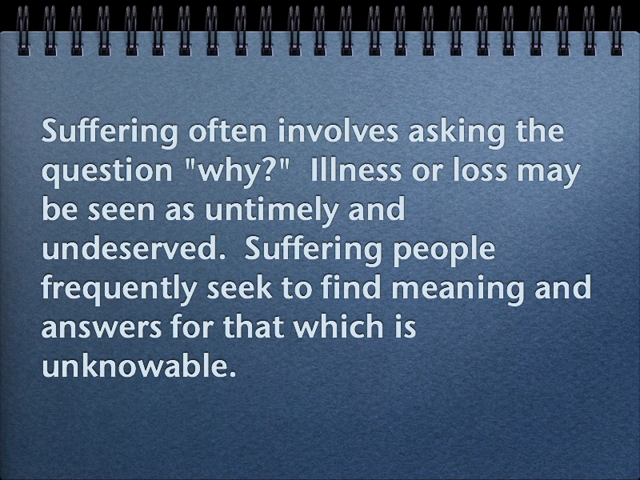 Suffering often involves asking the
question "why?"  Illness or loss may
be seen as untimely and
undeserved.  Suffering people
frequently seek to find meaning and
answers for that which is
unknowable.